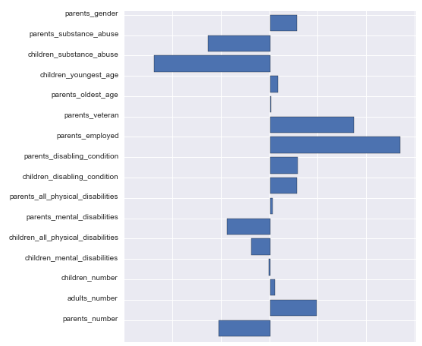 parents_gender
parents_substance_abuse
children_substance_abuse
children_youngest_age
parents_oldest_age
parents_veteran
parents_employed
parents_disabling_condition
children_disabling_condition
parents_all_physical_disabilities
parents_mental_disabilities
children_all_physical_disabilities
children_mental_disabilities
children_number
adults_number
parents_number